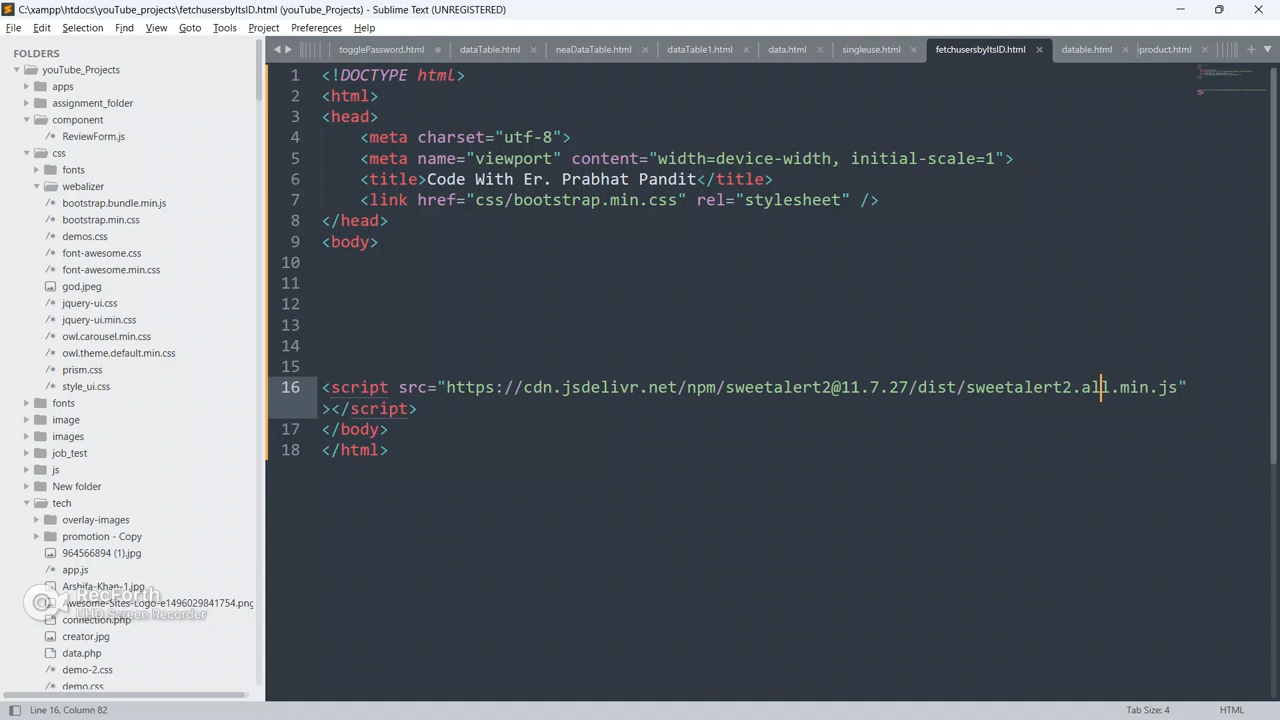 C:\xampp\htdocs\youTube_projects\fetchusersbyItsID.html (youTube_Projects) - Sublime Text (UNREGISTERED)
File Edit Selection Find View Goto Tools Project Preferences Help
FOLDERS
youTube_Projects
apps
assignment_folder
component
ReviewForm.js
css
fonts
webalizer
bootstrap.bundle.min.js
bootstrap.min.css
demos.css
font-awesome.css
font-awesome.min.css
god.jpeg
jquery-ui.css
jquery-ui.min.css
owl.carousel.min.css
owl.theme.default.min.css
prism.css
style_ui.css
fonts
image
images
job_test
js
New folder
tech
overlay-images
promotion - Copy
964566894 (1).jpg
app.js
Arshifa-Khan-1.jpg
Awesome-Sites-Logo-e1496029841754.png
connection.php
creator.jpg
data.php
demo-2.css
demo.css
RecForth
UHD Screen Recorder
togglePassword.html dataTable.html neaDataTable.html dataTable1.html data.html singleuse.html fetchusersbyItsID.html datable.html product.html
1 <!DOCTYPE html>
2 <html>
3 <head>
4 <meta charset="utf-8">
5 <meta name="viewport" content="width=device-width, initial-scale=1">
6 <title>Code With Er. Prabhat Pandit</title>
7 <link href="css/bootstrap.min.css" rel="stylesheet" />
8 </head>
9 <body>
10
11
12
13
14
15
16 <script src="https://cdn.jsdelivr.net/npm/sweetalert2@11.7.27/dist/sweetalert2.all.min.js"
></script>
17 </body>
18 </html>
Line 16, Column 82
Tab Size: 4
HTML